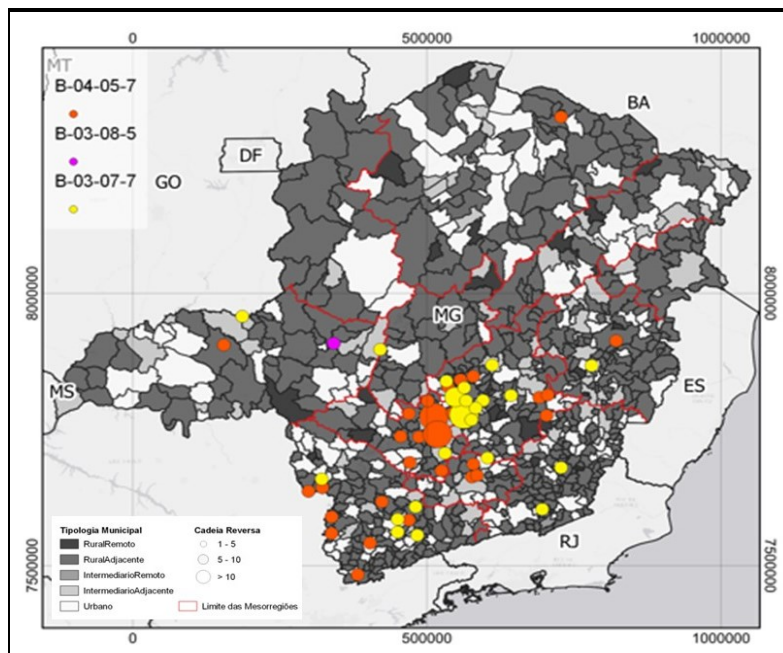 0 500000 1000000
MT
B-04-05-7
B-03-08-5
B-03-07-7
BA
DF
GO
8000000 8000000
MG
MS
ES
Tipologia Municipal
RuralRemoto
RuralAdjacente
IntermediarioRemoto
IntermediarioAdjacente
Urbano
Cadeia Reversa
1 - 5
5 - 10
> 10
Limite das Mesorregiões
RJ
7500000 7500000
0 500000 1000000